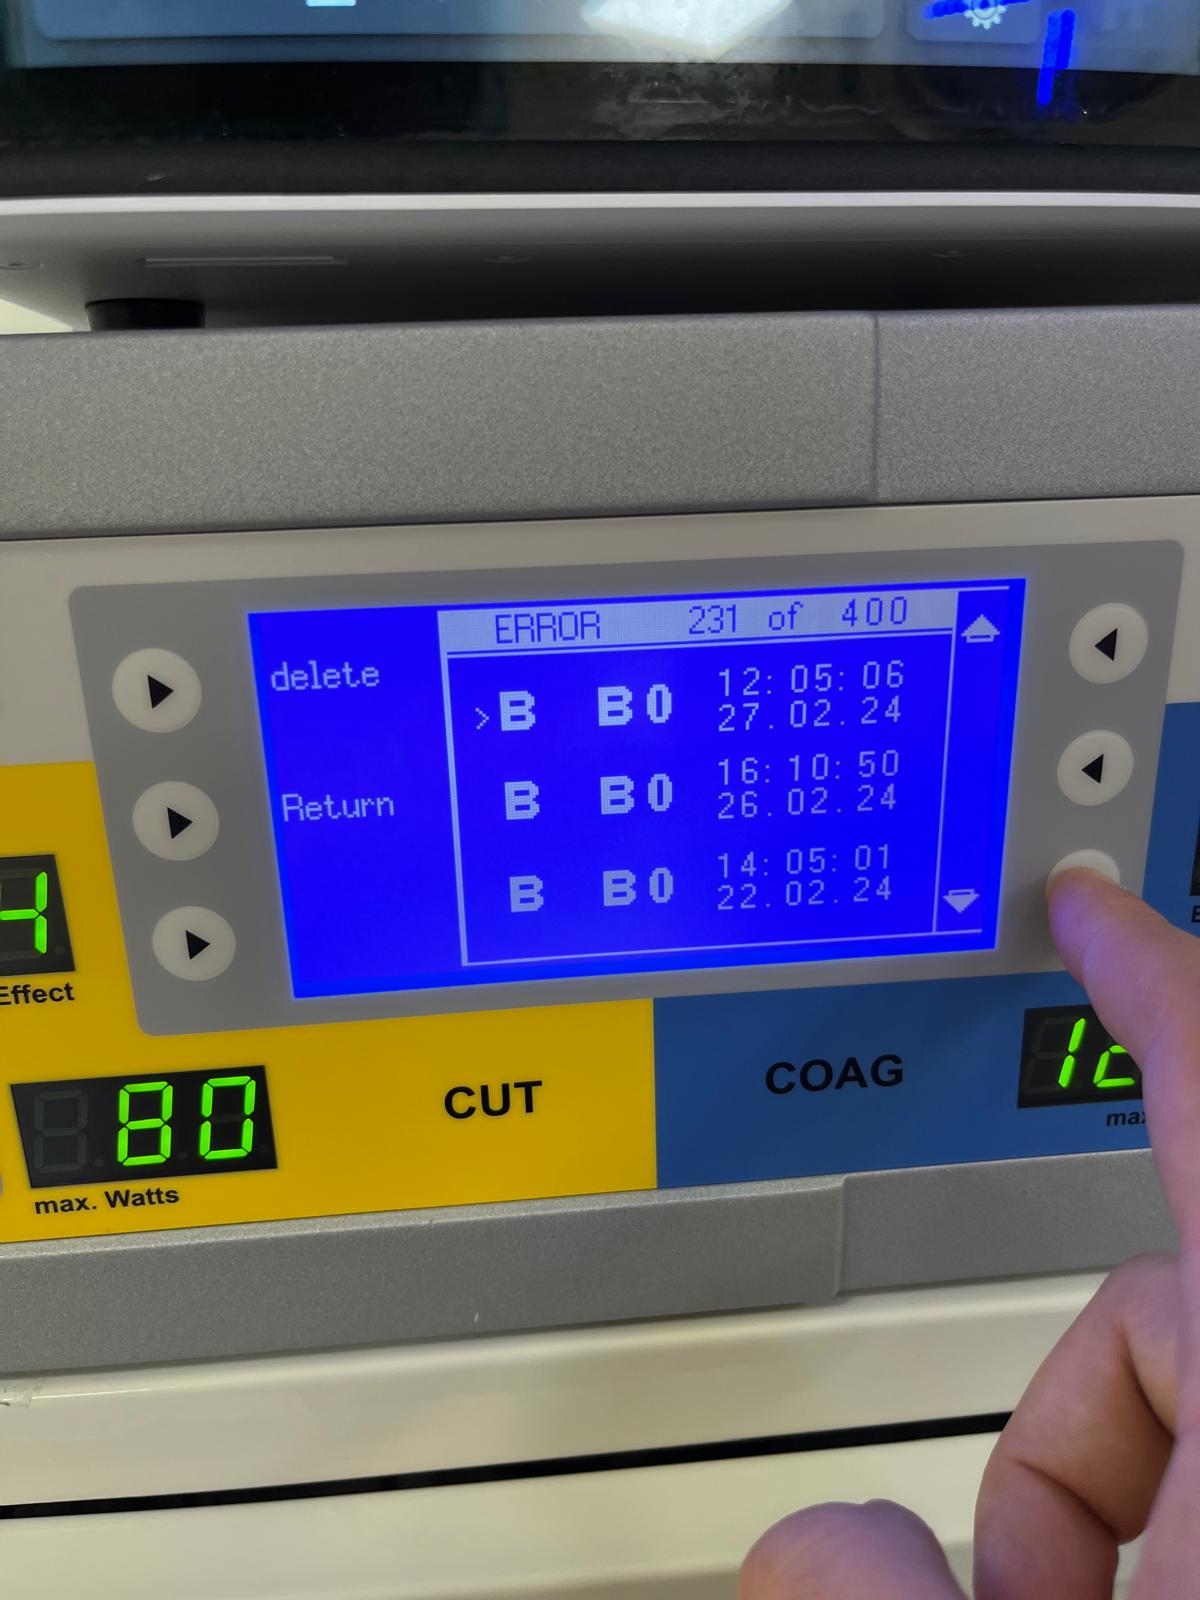 ERROR 231 of 400
delete
>B B0 12:05:06
27.02.24
Return
B B0 16:10:50
26.02.24
B B0 14:05:01
22.02.24
4
Effect
80
max. Watts
CUT
COAG